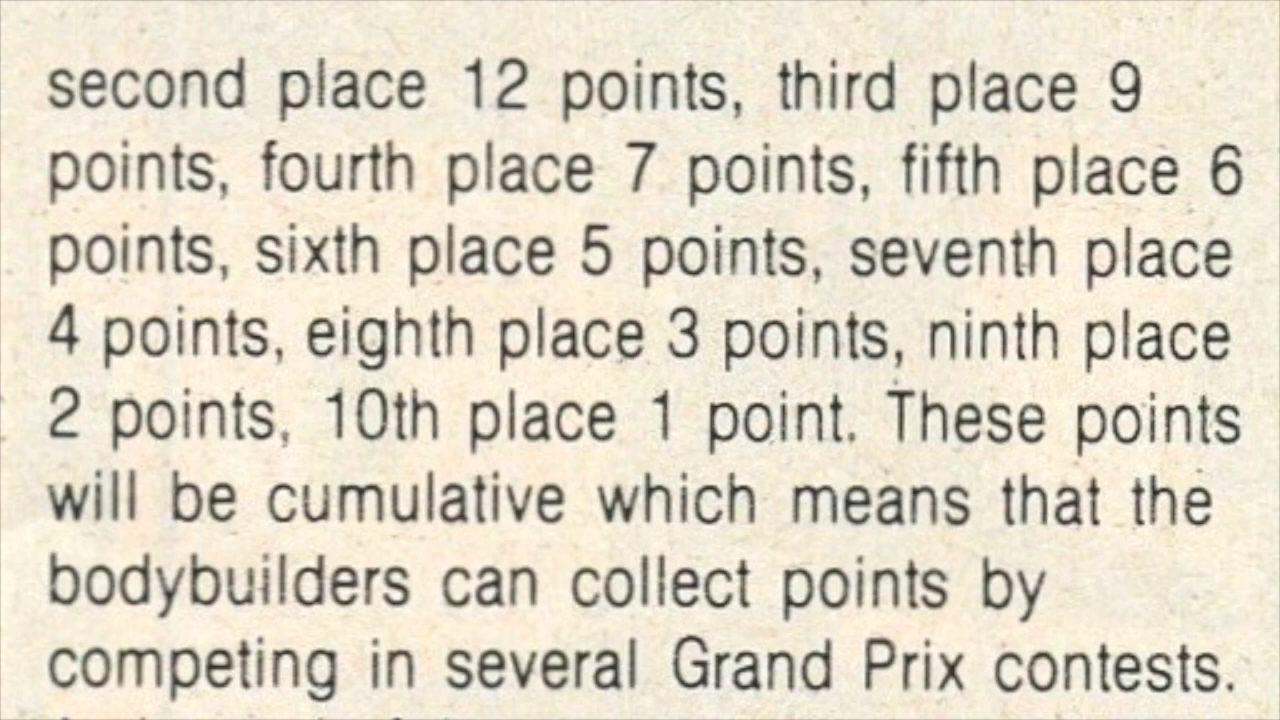 second place 12 points, third place 9
points, fourth place 7 points, fifth place 6
points, sixth place 5 points, seventh place
4 points, eighth place 3 points, ninth place
2 points, 10th place 1 point. These points
will be cumulative which means that the
bodybuilders can collect points by
competing in several Grand Prix contests.